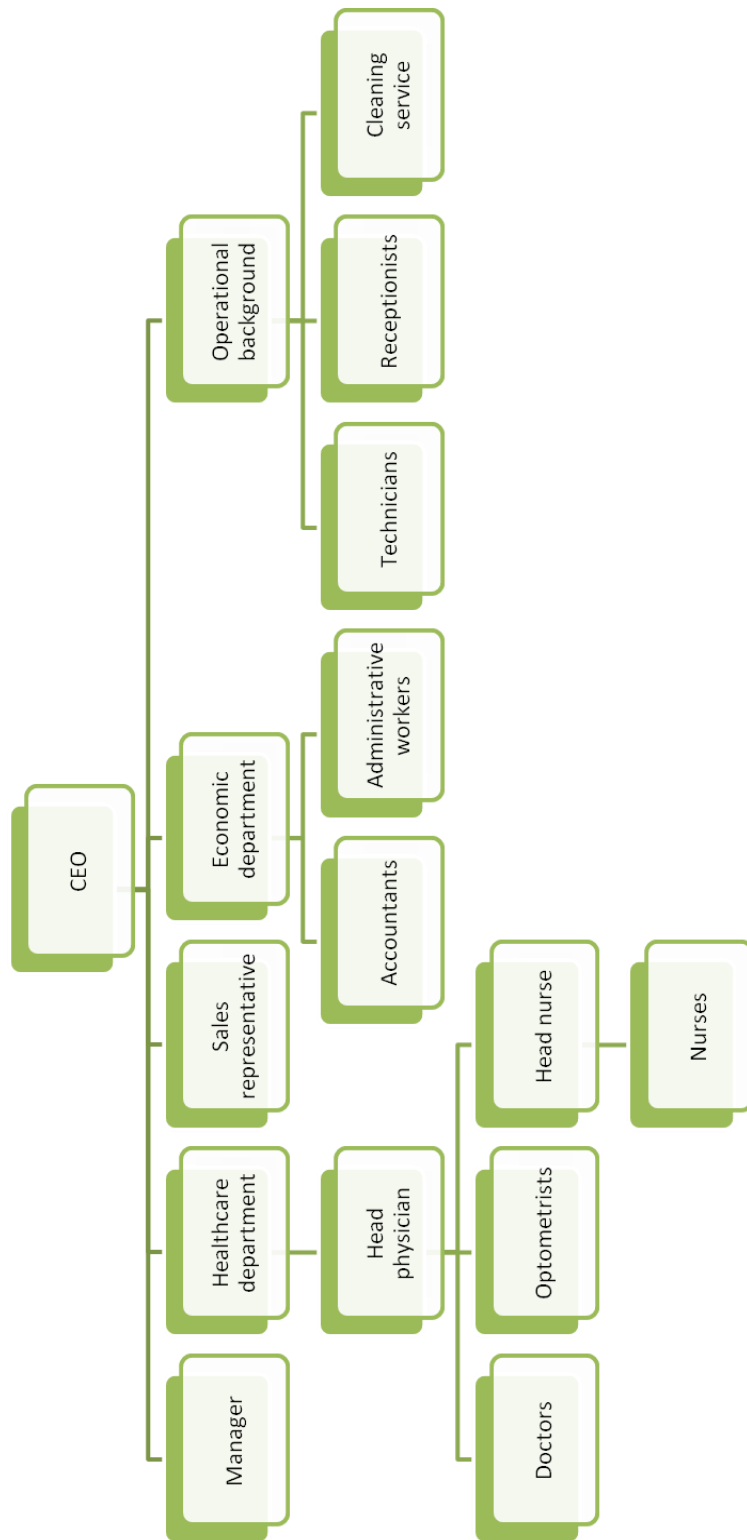 CEO
Manager
Healthcare
department
Sales
representative
Economic
department
Operational
background
Head
physician
Accountants
Administrative
workers
Technicians
Receptionists
Cleaning
service
Doctors
Optometrists
Head nurse
Nurses